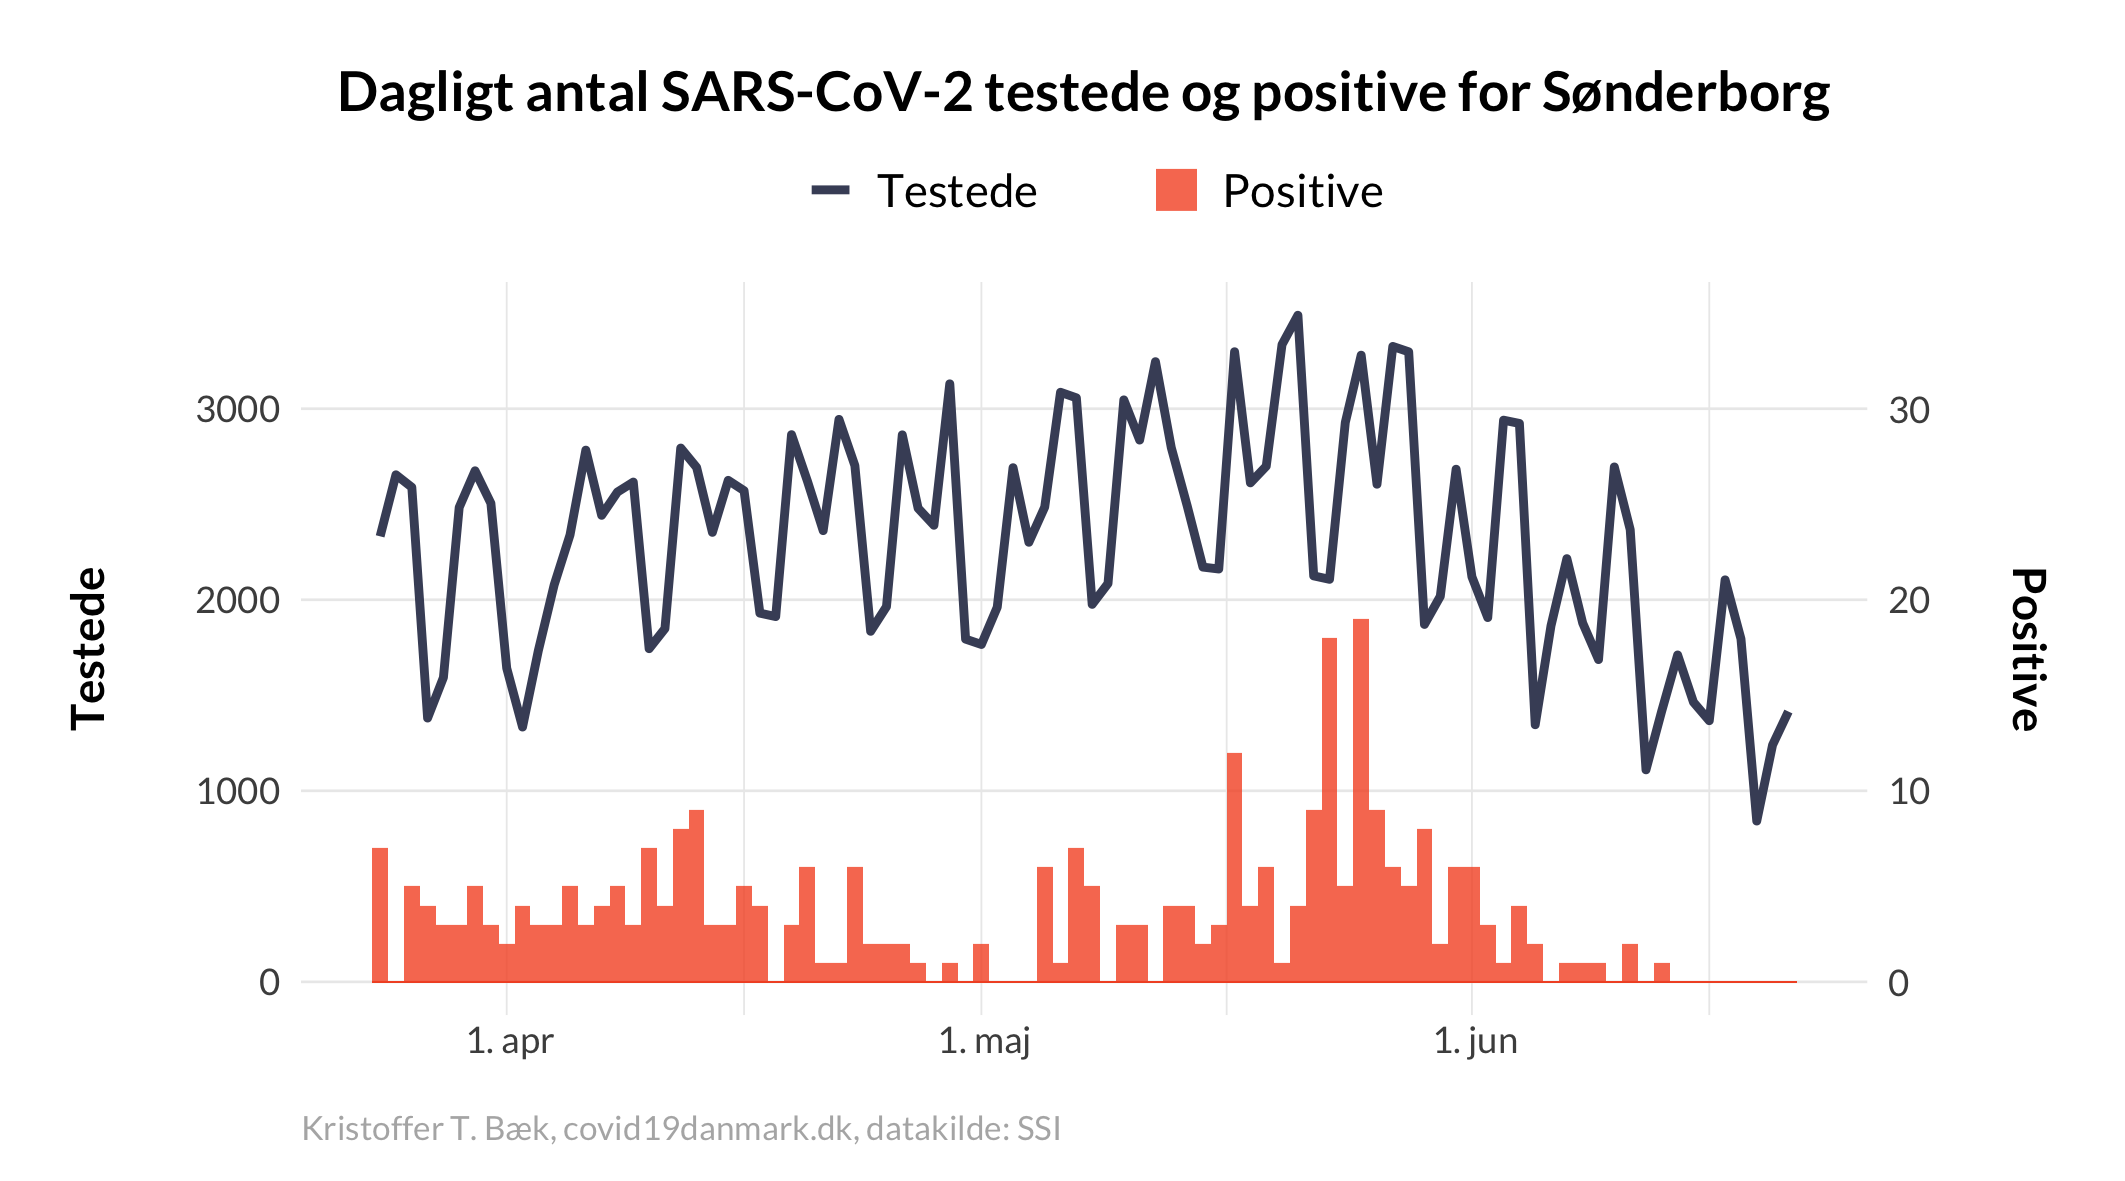 Dagligt antal SARS-CoV-2 testede og positive for Sønderborg
Testede
Positive
3000
2000
1000
0
30
20
10
0
Testede
Positive
1. apr
1. maj
1. jun
Kristoffer T. Bæk, covid19danmark.dk, datakilde: SSI